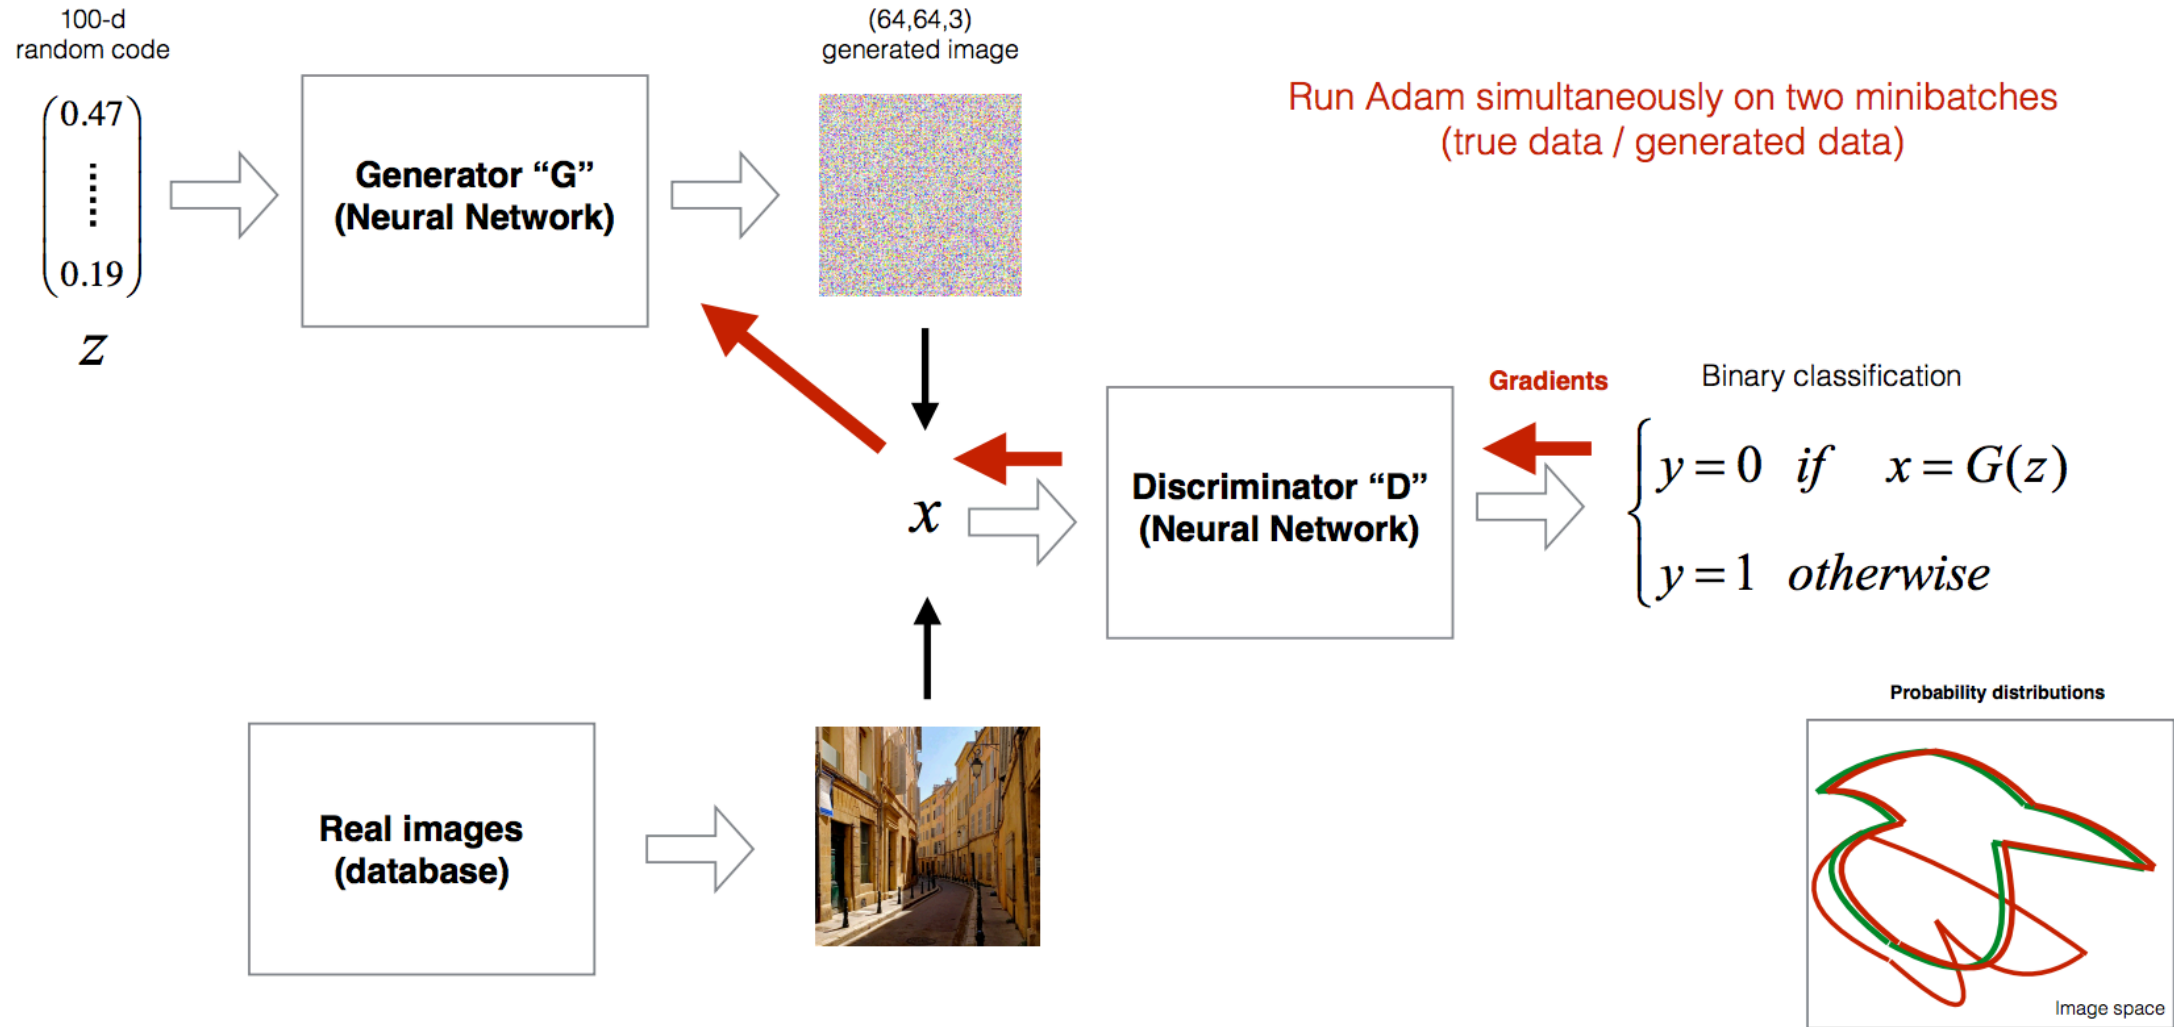 100-d
random code
(64,64,3)
generated image
0.47
0.19
z
Generator “G”
(Neural Network)
Run Adam simultaneously on two minibatches
(true data / generated data)
Gradients
Binary classification
y = 0 if x = G(z)
y = 1 otherwise
x
Discriminator “D”
(Neural Network)
Real images
(database)
Probability distributions
Image space